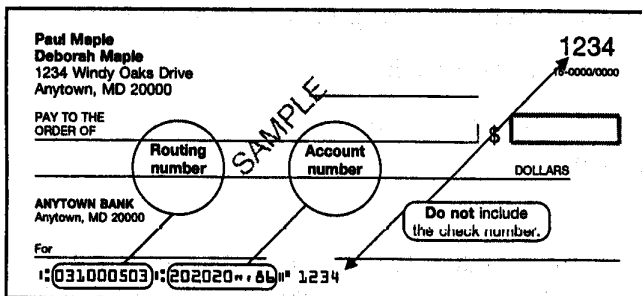 Paul Maple
Deborah Maple
1234 Windy Oaks Drive
Anytown, MD 20000
1234
15-0000/0000
SAMPLE
PAY TO THE
ORDER OF
$
Routing
number
Account
number
DOLLARS
ANYTOWN BANK
Anytown, MD 20000
Do not include
the check number.
For
⑆031000503⑆ 202020 86⑈ 1234